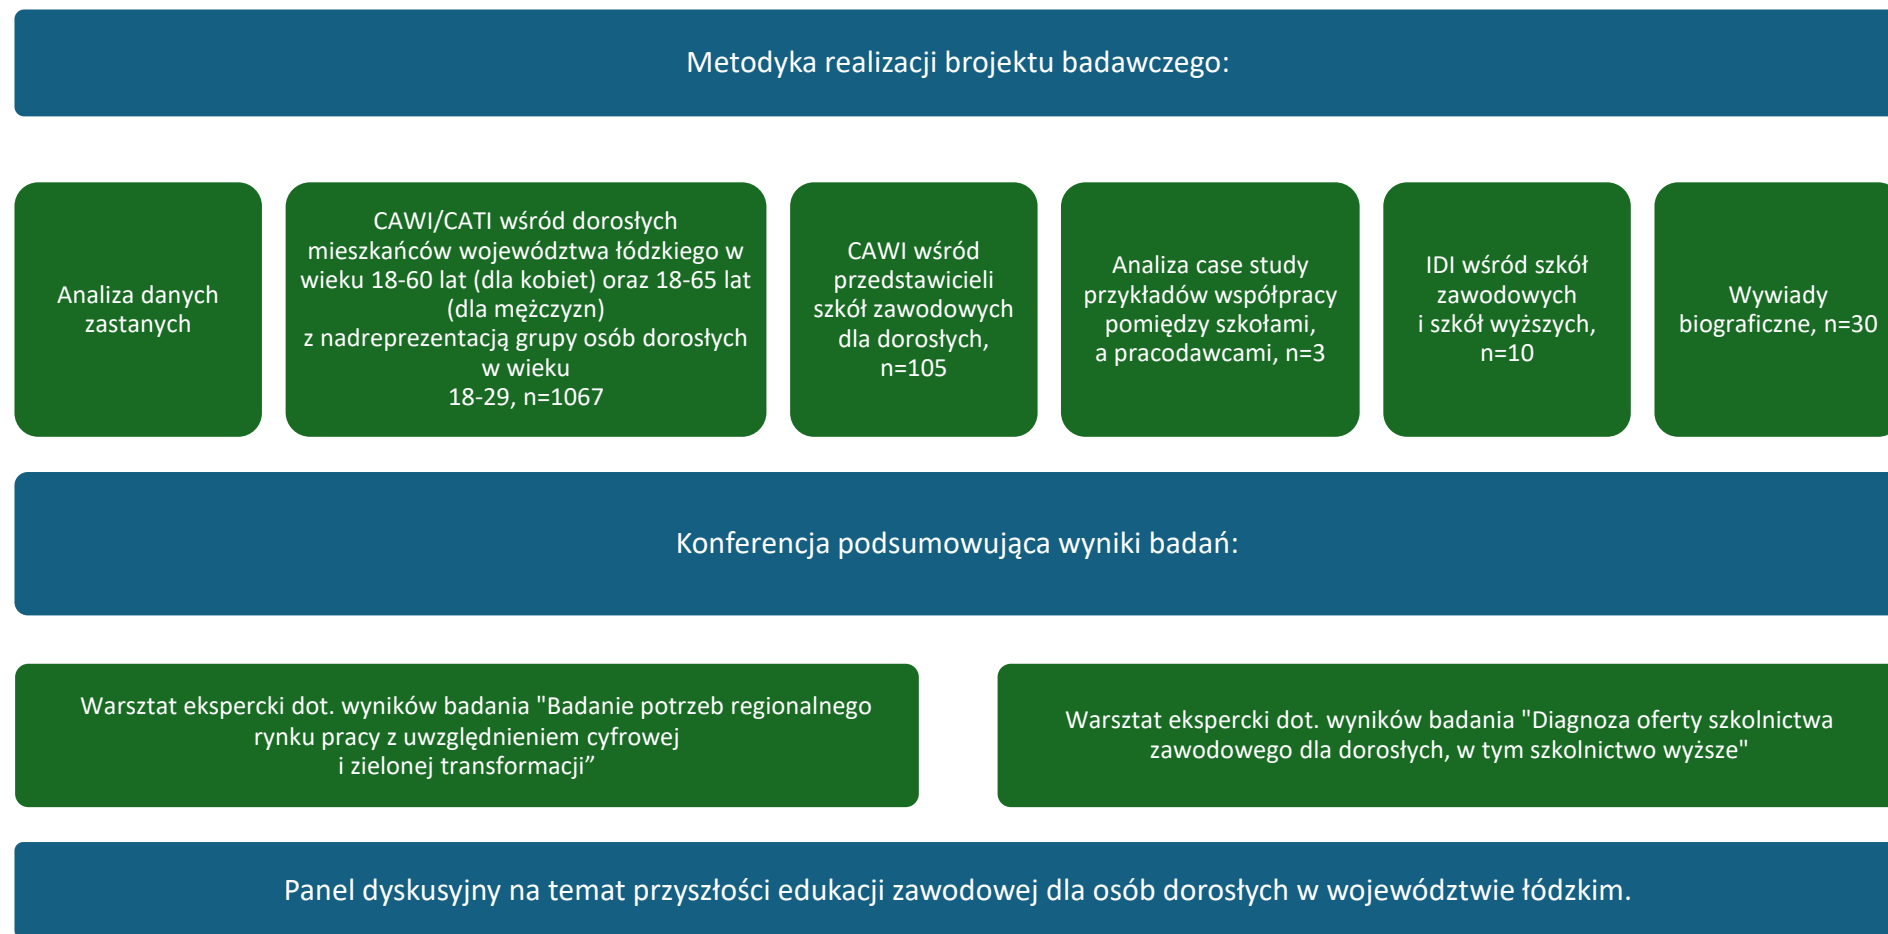 Metodyka realizacji brojektu badawczego:
Analiza danych
zastanych
CAWI/CATI wśród dorosłych
mieszkańców województwa łódzkiego w
wieku 18-60 lat (dla kobiet) oraz 18-65 lat
(dla mężczyzn)
z nadreprezentacją grupy osób dorosłych
w wieku
18-29, n=1067
CAWI wśród
przedstawicieli
szkół zawodowych
dla dorosłych,
n=105
Analiza case study
przykładów współpracy
pomiędzy szkołami,
a pracodawcami, n=3
IDI wśród szkół
zawodowych
i szkół wyższych,
n=10
Wywiady
biograficzne, n=30
Konferencja podsumowująca wyniki badań:
Warsztat ekspercki dot. wyników badania "Badanie potrzeb regionalnego
rynku pracy z uwzględnieniem cyfrowej
i zielonej transformacji”
Warsztat ekspercki dot. wyników badania "Diagnoza oferty szkolnictwa
zawodowego dla dorosłych, w tym szkolnictwo wyższe"
Panel dyskusyjny na temat przyszłości edukacji zawodowej dla osób dorosłych w województwie łódzkim.